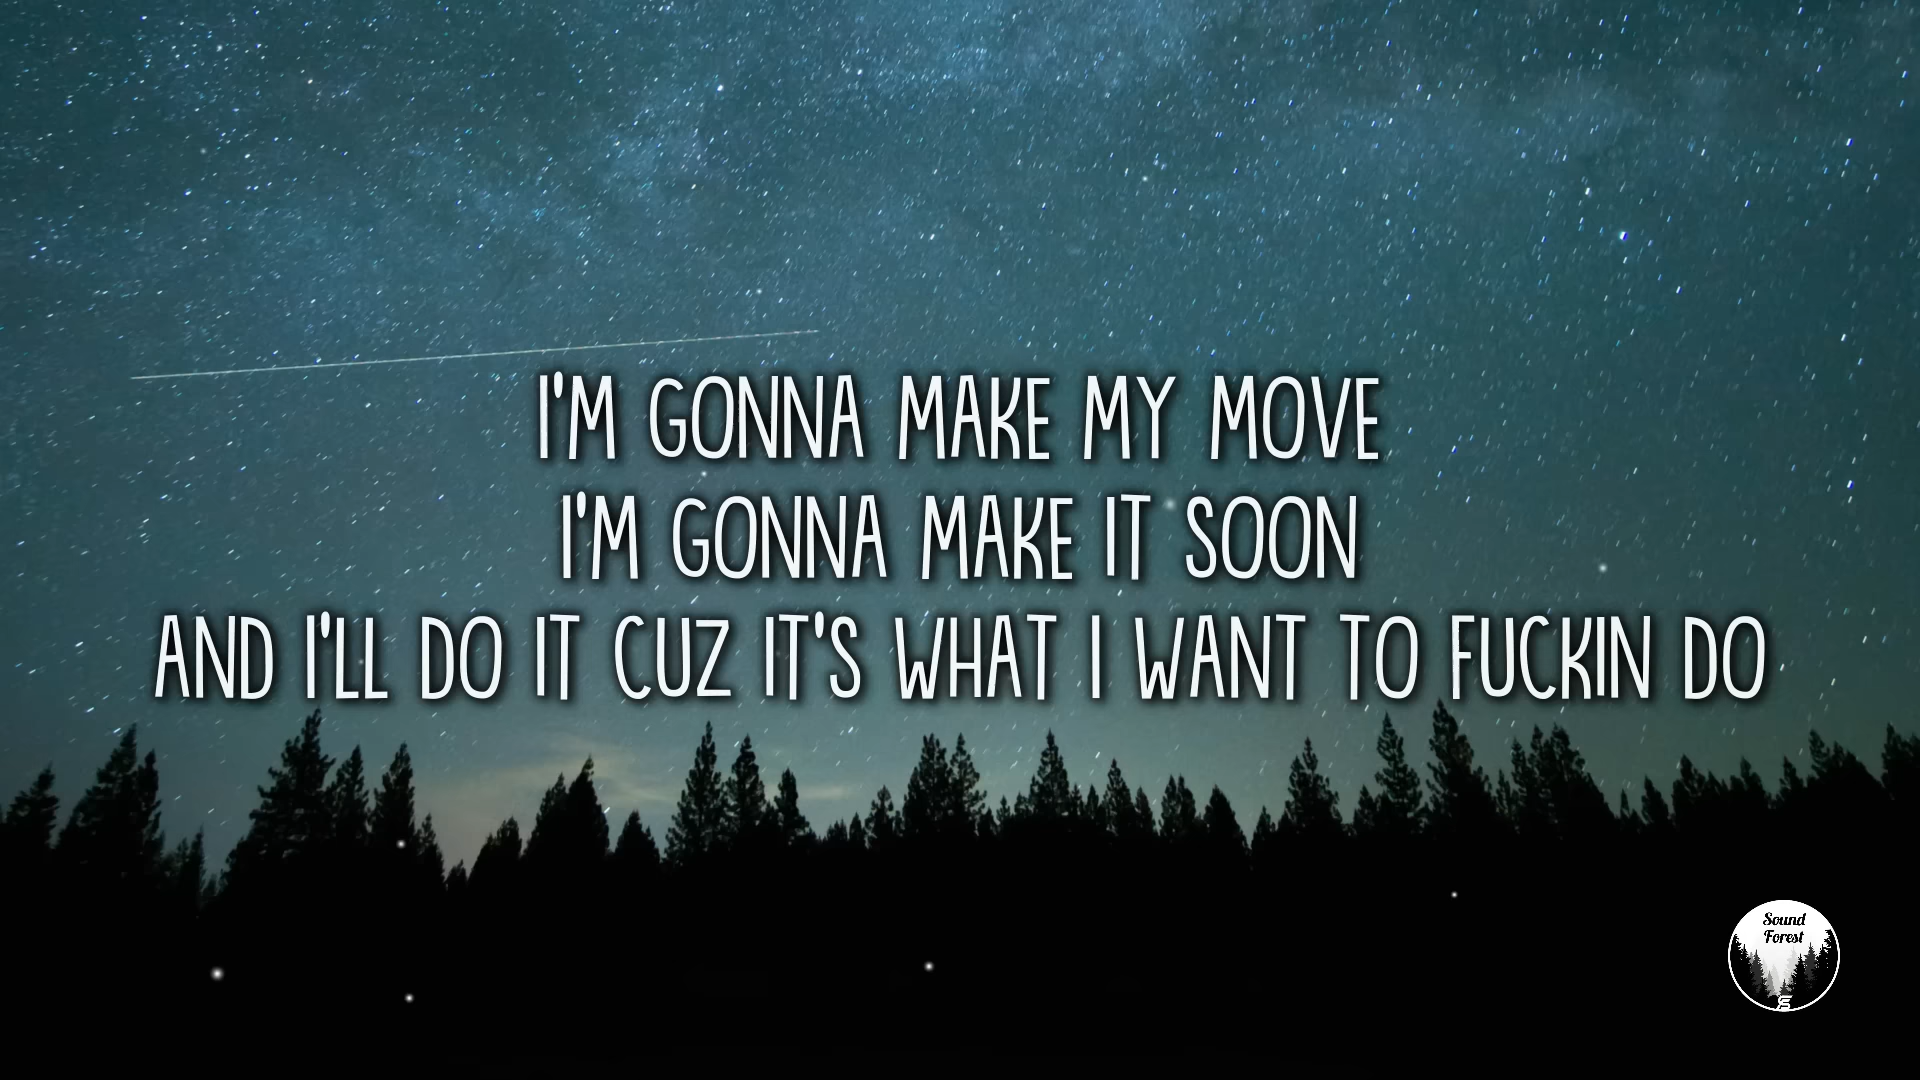 I'M GONNA MAKE MY MOVE
I'M GONNA MAKE IT SOON
AND I'LL DO IT CUZ IT'S WHAT I WANT TO FUCKIN DO
Sound
Forest